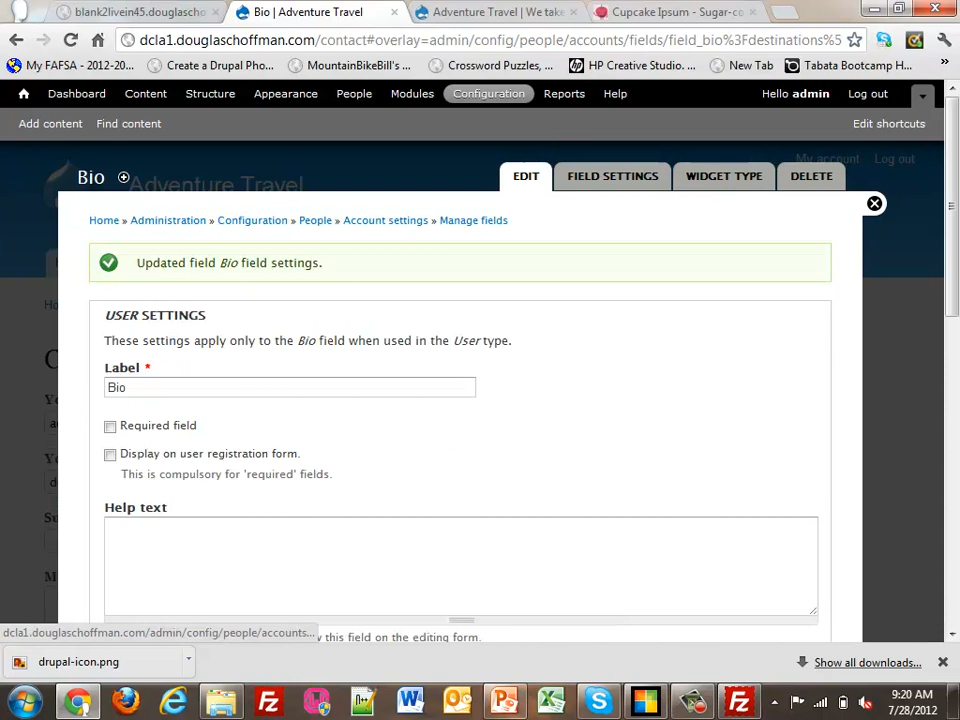 blank2livein45.douglascho
Bio | Adventure Travel
Adventure Travel | We take
Cupcake Ipsum - Sugar-co
dcla1.douglaschoffman.com/contact#overlay=admin/config/people/accounts/fields/field_bio%3Fdestinations%5
My FAFSA - 2012-20...
Create a Drupal Pho...
MountainBikeBill's ...
Crossword Puzzles, ...
HP Creative Studio. ...
New Tab
Tabata Bootcamp H...
»
Dashboard Content Structure Appearance People Modules Configuration Reports Help
Hello admin Log out
Add content Find content
Edit shortcuts
My account Log out
Adventure Travel
Bio
EDIT FIELD SETTINGS WIDGET TYPE DELETE
Home » Administration » Configuration » People » Account settings » Manage fields
Updated field Bio field settings.
USER SETTINGS
These settings apply only to the Bio field when used in the User type.
Label *
Bio
Required field
Display on user registration form.
This is compulsory for 'required' fields.
Help text
this field on the editing form.
dcla1.douglaschoffman.com/admin/config/people/accounts...
drupal-icon.png
Show all downloads...
9:20 AM
7/28/2012